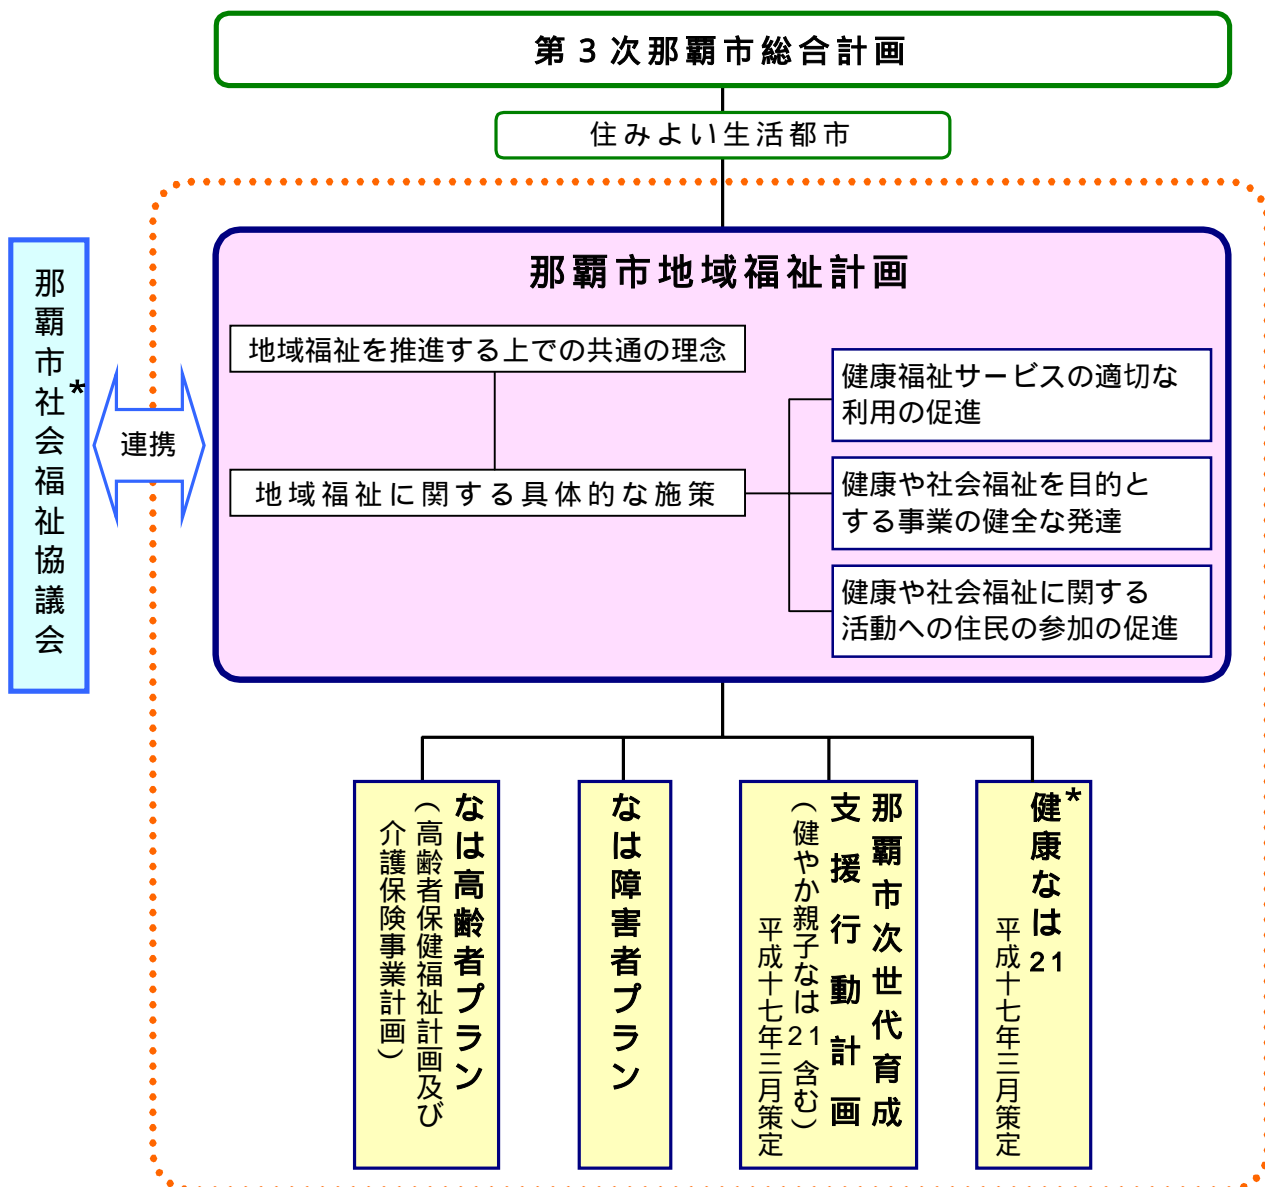 第3次那覇市総合計画
住みよい生活都市
那覇市地域福祉計画
地域福祉を推進する上での共通の理念
地域福祉に関する具体的な施策
健康福祉サービスの適切な
利用の促進
健康や社会福祉を目的と
する事業の健全な発達
健康や社会福祉に関する
活動への住民の参加の促進
那覇市社会福祉協議会
*
連携
なは高齢者プラン
（高齢者保健福祉計画及び
介護保険事業計画）
なは障害者プラン
那覇市次世代育成
支援行動計画
（健やか親子なは21含む）
平成十七年三月策定
健康なは21
*
平成十七年三月策定